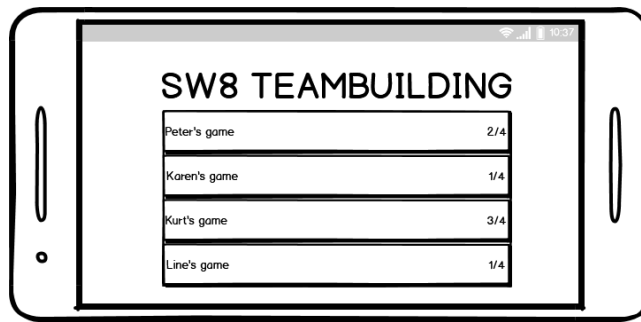 10:37
SW8 TEAMBUILDING
Peter's game 2/4
Karen's game 1/4
Kurt's game 3/4
Line's game 1/4